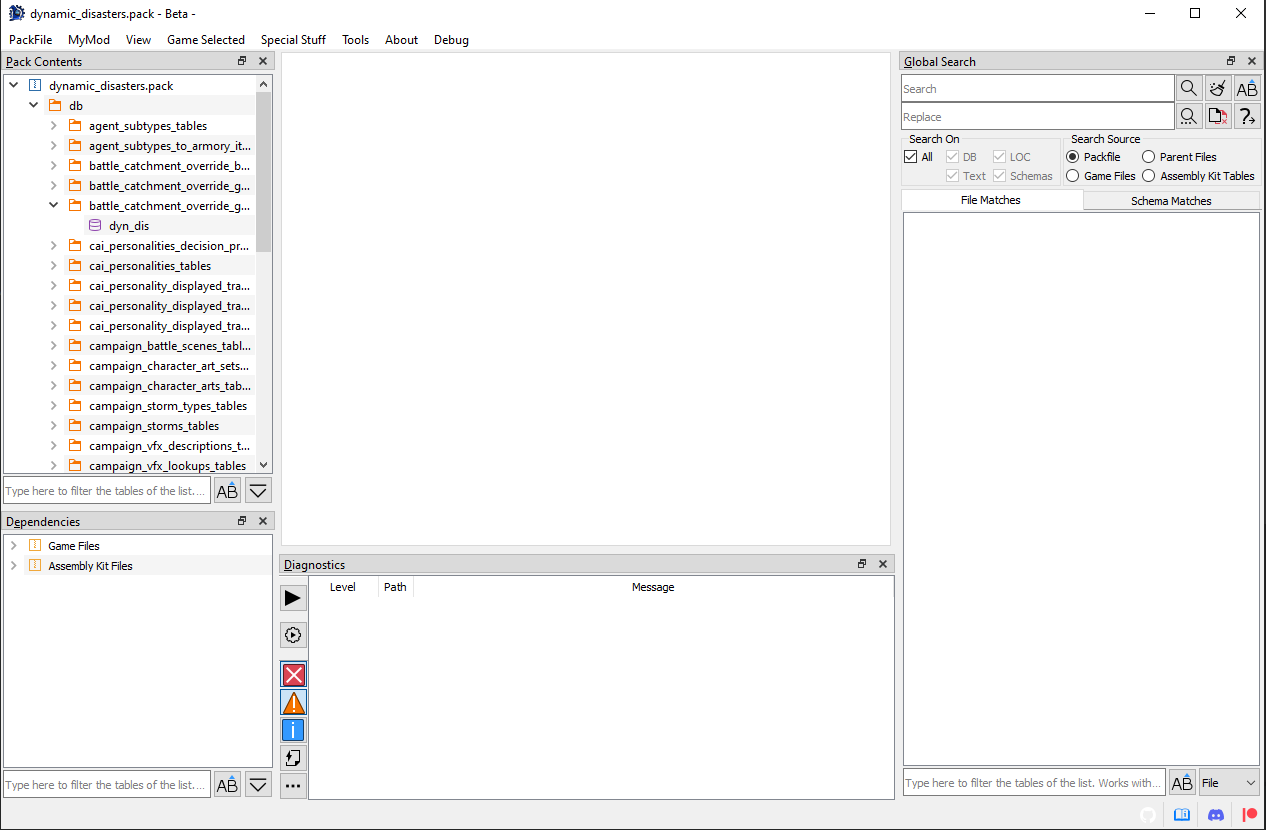 dynamic_disasters.pack - Beta -
PackFile MyMod View Game Selected Special Stuff Tools About Debug
Pack Contents
dynamic_disasters.pack
db
agent_subtypes_tables
agent_subtypes_to_armory_it...
battle_catchment_override_b...
battle_catchment_override_g...
battle_catchment_override_g...
dyn_dis
cai_personalities_decision_pr...
cai_personalities_tables
cai_personality_displayed_tra...
cai_personality_displayed_tra...
cai_personality_displayed_tra...
campaign_battle_scenes_tabl...
campaign_character_art_sets...
campaign_character_arts_tab...
campaign_storm_types_tables
campaign_storms_tables
campaign_vfx_descriptions_t...
campaign_vfx_lookups_tables
Type here to filter the tables of the list....
AB
Dependencies
Game Files
Assembly Kit Files
Type here to filter the tables of the list....
AB
Diagnostics
Level Path Message
Global Search
Search
AB
Replace
Search On
All DB LOC
Text Schemas
Search Source
Packfile Parent Files
Game Files Assembly Kit Tables
File Matches Schema Matches
Type here to filter the tables of the list. Works with...
AB
File